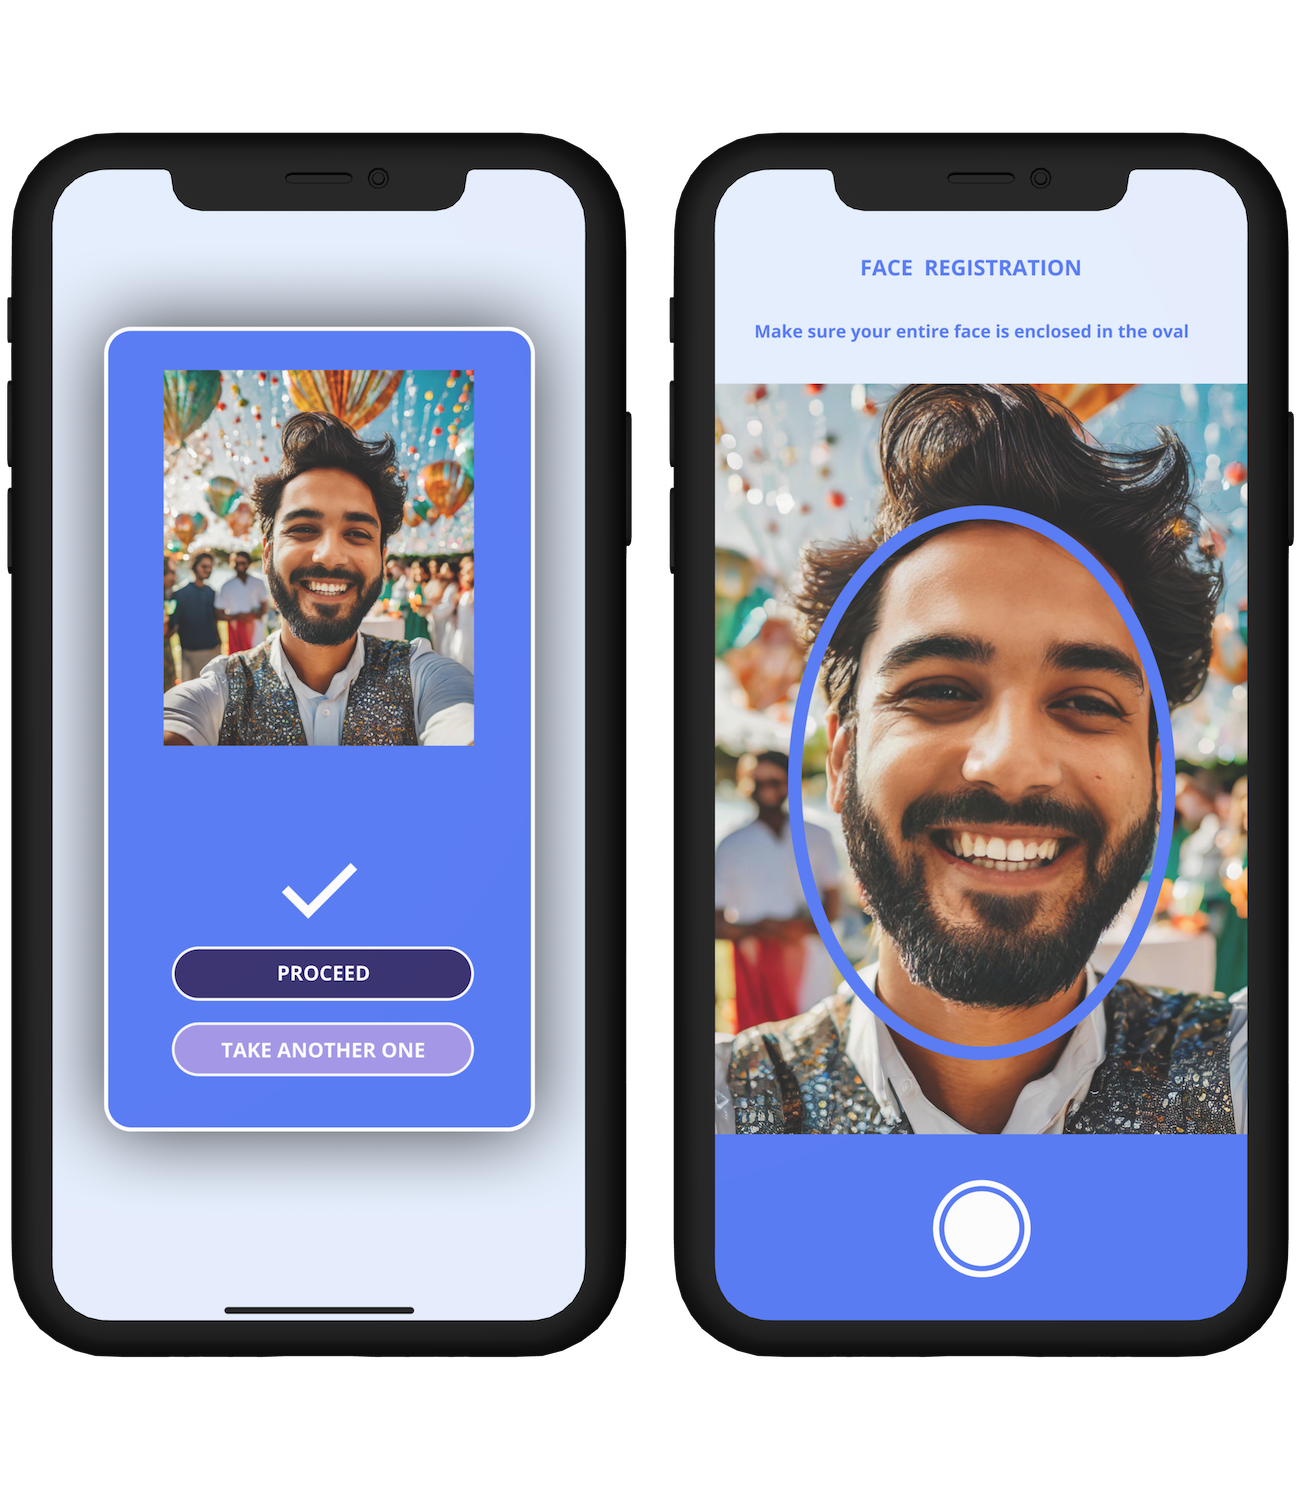 PROCEED
TAKE ANOTHER ONE
FACE REGISTRATION
Make sure your entire face is enclosed in the oval